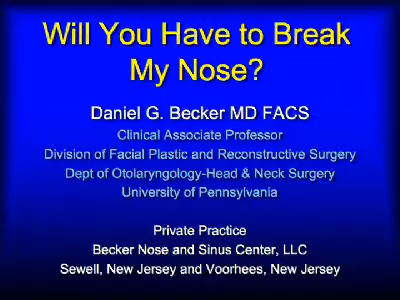 Will You Have to Break
My Nose?
Daniel G. Becker MD FACS
Clinical Associate Professor
Division of Facial Plastic and Reconstructive Surgery
Dept of Otolaryngology-Head & Neck Surgery
University of Pennsylvania
Private Practice
Becker Nose and Sinus Center, LLC
Sewell, New Jersey and Voorhees, New Jersey